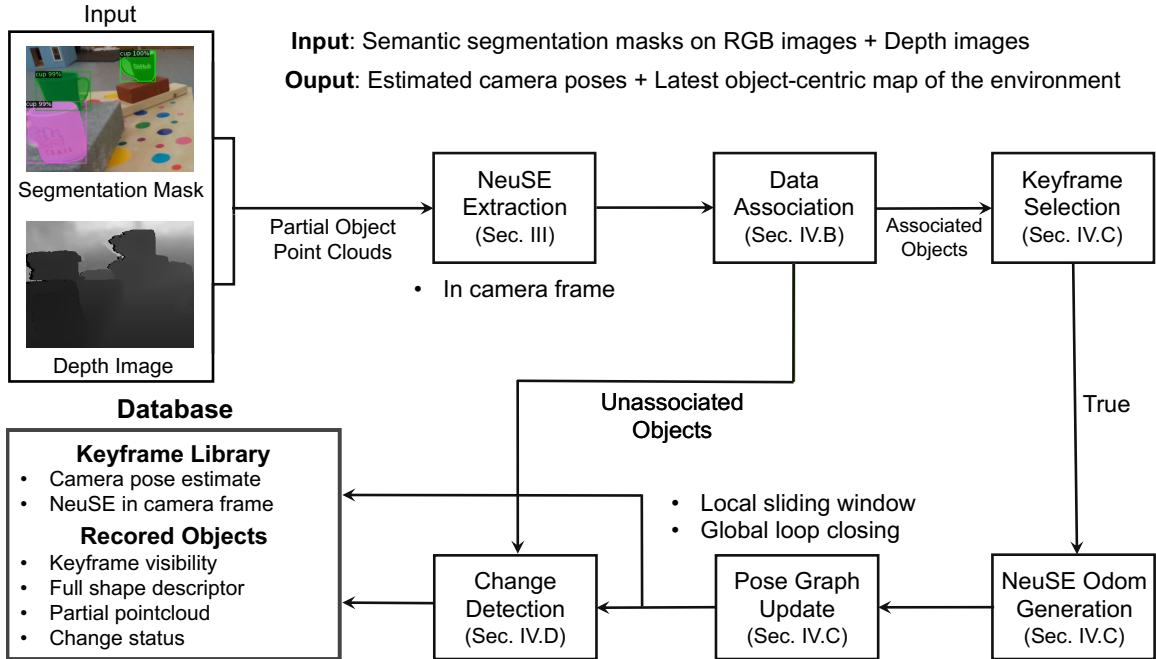 Input
Input: Semantic segmentation masks on RGB images + Depth images
Ouput: Estimated camera poses + Latest object-centric map of the environment
cup 100%
cup 99%
cup 99%
Segmentation Mask
Depth Image
Partial Object
Point Clouds
NeuSE
Extraction
(Sec. III)
• In camera frame
Data
Association
(Sec. IV.B)
Associated
Objects
Keyframe
Selection
(Sec. IV.C)
True
Unassociated
Objects
Database
Keyframe Library
• Camera pose estimate
• NeuSE in camera frame
Recored Objects
• Keyframe visibility
• Full shape descriptor
• Partial pointcloud
• Change status
Change
Detection
(Sec. IV.D)
• Local sliding window
• Global loop closing
Pose Graph
Update
(Sec. IV.C)
NeuSE Odom
Generation
(Sec. IV.C)